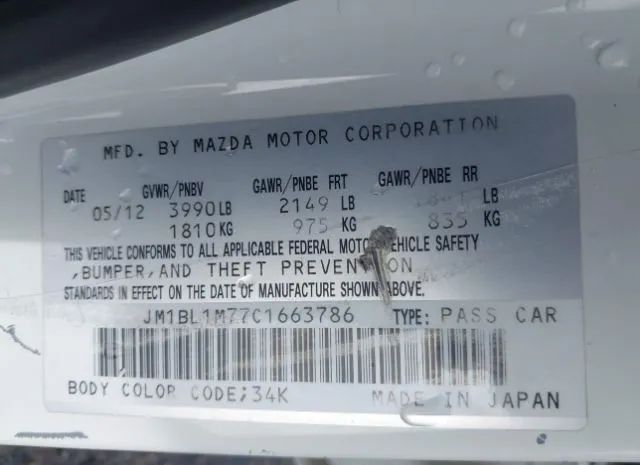 MFD. BY MAZDA MOTOR CORPORATION
DATE GVWR/PNBV GAWR/PNBE FRT GAWR/PNBE RR
05/12 3990LB 2149 LB LB
1810KG 975 KG 835 KG
THIS VEHICLE CONFORMS TO ALL APPLICABLE FEDERAL MOTOR VEHICLE SAFETY
,BUMPER,AND THEFT PREVENTION
STANDARDS IN EFFECT ON THE DATE OF MANUFACTURE SHOWN ABOVE.
JM1BL1M77C1663786 TYPE: PASS CAR
BODY COLOR CODE;34K MADE IN JAPAN